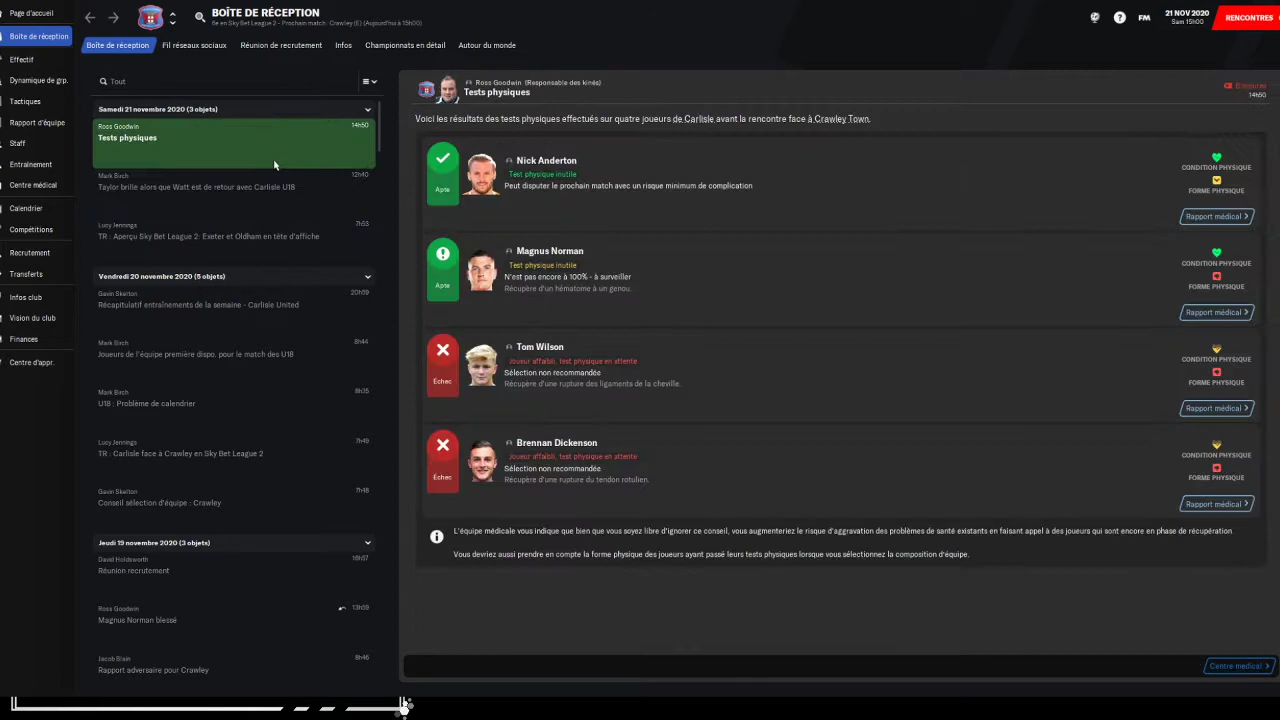 Page d'accueil
Boîte de réception
Effectif
Dynamique de grp.
Tactiques
Rapport d'équipe
Staff
Entraînement
Centre médical
Calendrier
Compétitions
Recrutement
Transferts
Infos club
Vision du club
Finances
Centre d'appr.
BOÎTE DE RÉCEPTION
6e en Sky Bet League 2 - Prochain match: Crawley (E) (Aujourd'hui à 15h00)
FM
21 NOV 2020
Sam 15h00
RENCONTRES
Boîte de réception
Fil réseaux sociaux
Réunion de recrutement
Infos
Championnats en détail
Autour du monde
Tout
Samedi 21 novembre 2020 (3 objets)
Ross Goodwin 14h50
Tests physiques
Mark Birch 12h40
Taylor brille alors que Watt est de retour avec Carlisle U18
Lucy Jennings 7h53
TR : Aperçu Sky Bet League 2: Exeter et Oldham en tête d'affiche
Vendredi 20 novembre 2020 (5 objets)
Gavin Skelton 20h59
Récapitulatif entraînements de la semaine - Carlisle United
Mark Birch 8h44
Joueurs de l'équipe première dispo. pour le match des U18
Mark Birch 8h35
U18 : Problème de calendrier
Lucy Jennings 7h49
TR : Carlisle face à Crawley en Sky Bet League 2
Gavin Skelton 7h48
Conseil sélection d'équipe : Crawley
Jeudi 19 novembre 2020 (3 objets)
David Holdsworth 16h57
Réunion recrutement
Ross Goodwin 13h59
Magnus Norman blessé
Jacob Blain 8h46
Rapport adversaire pour Crawley
Ross Goodwin (Responsable des kinés)
Tests physiques
14h50
Voici les résultats des tests physiques effectués sur quatre joueurs de Carlisle avant la rencontre face à Crawley Town.
Apte
Nick Anderton
Test physique inutile
Peut disputer le prochain match avec un risque minimum de complication
CONDITION PHYSIQUE
FORME PHYSIQUE
Rapport médical
Apte
Magnus Norman
Test physique inutile
N'est pas encore à 100% - à surveiller
Récupère d'un hématome à un genou.
CONDITION PHYSIQUE
FORME PHYSIQUE
Rapport médical
Échec
Tom Wilson
Joueur affaibli, test physique en attente
Sélection non recommandée
Récupère d'une rupture des ligaments de la cheville.
CONDITION PHYSIQUE
FORME PHYSIQUE
Rapport médical
Échec
Brennan Dickenson
Joueur affaibli, test physique en attente
Sélection non recommandée
Récupère d'une rupture du tendon rotulien.
CONDITION PHYSIQUE
FORME PHYSIQUE
Rapport médical
L'équipe médicale vous indique que bien que vous soyez libre d'ignorer ce conseil, vous augmenteriez le risque d'aggravation des problèmes de santé existants en faisant appel à des joueurs qui sont encore en phase de récupération
Vous devriez aussi prendre en compte la forme physique des joueurs ayant passé leurs tests physiques lorsque vous sélectionnez la composition d'équipe.
Centre médical